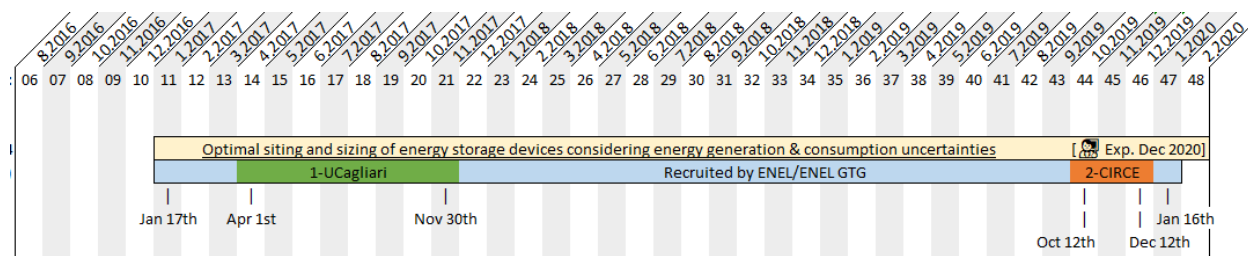 8.2016 9.2016 10.2016 11.2016 12.2016 1.2017 2.2017 3.2017 4.2017 5.2017 6.2017 7.2017 8.2017 9.2017 10.2017 11.2017 12.2017 1.2018 2.2018 3.2018 4.2018 5.2018 6.2018 7.2018 8.2018 9.2018 10.2018 11.2018 12.2018 1.2019 2.2019 3.2019 4.2019 5.2019 6.2019 7.2019 8.2019 9.2019 10.2019 11.2019 12.2019 1.2020 2.2020
: 06 07 08 09 10 11 12 13 14 15 16 17 18 19 20 21 22 23 24 25 26 27 28 29 30 31 32 33 34 35 36 37 38 39 40 41 42 43 44 45 46 47 48
Optimal siting and sizing of energy storage devices considering energy generation & consumption uncertainties [ Exp. Dec 2020]
1-UCagliari Recruited by ENEL/ENEL GTG 2-CIRCE
Jan 17th Apr 1st Nov 30th Jan 16th
Oct 12th Dec 12th